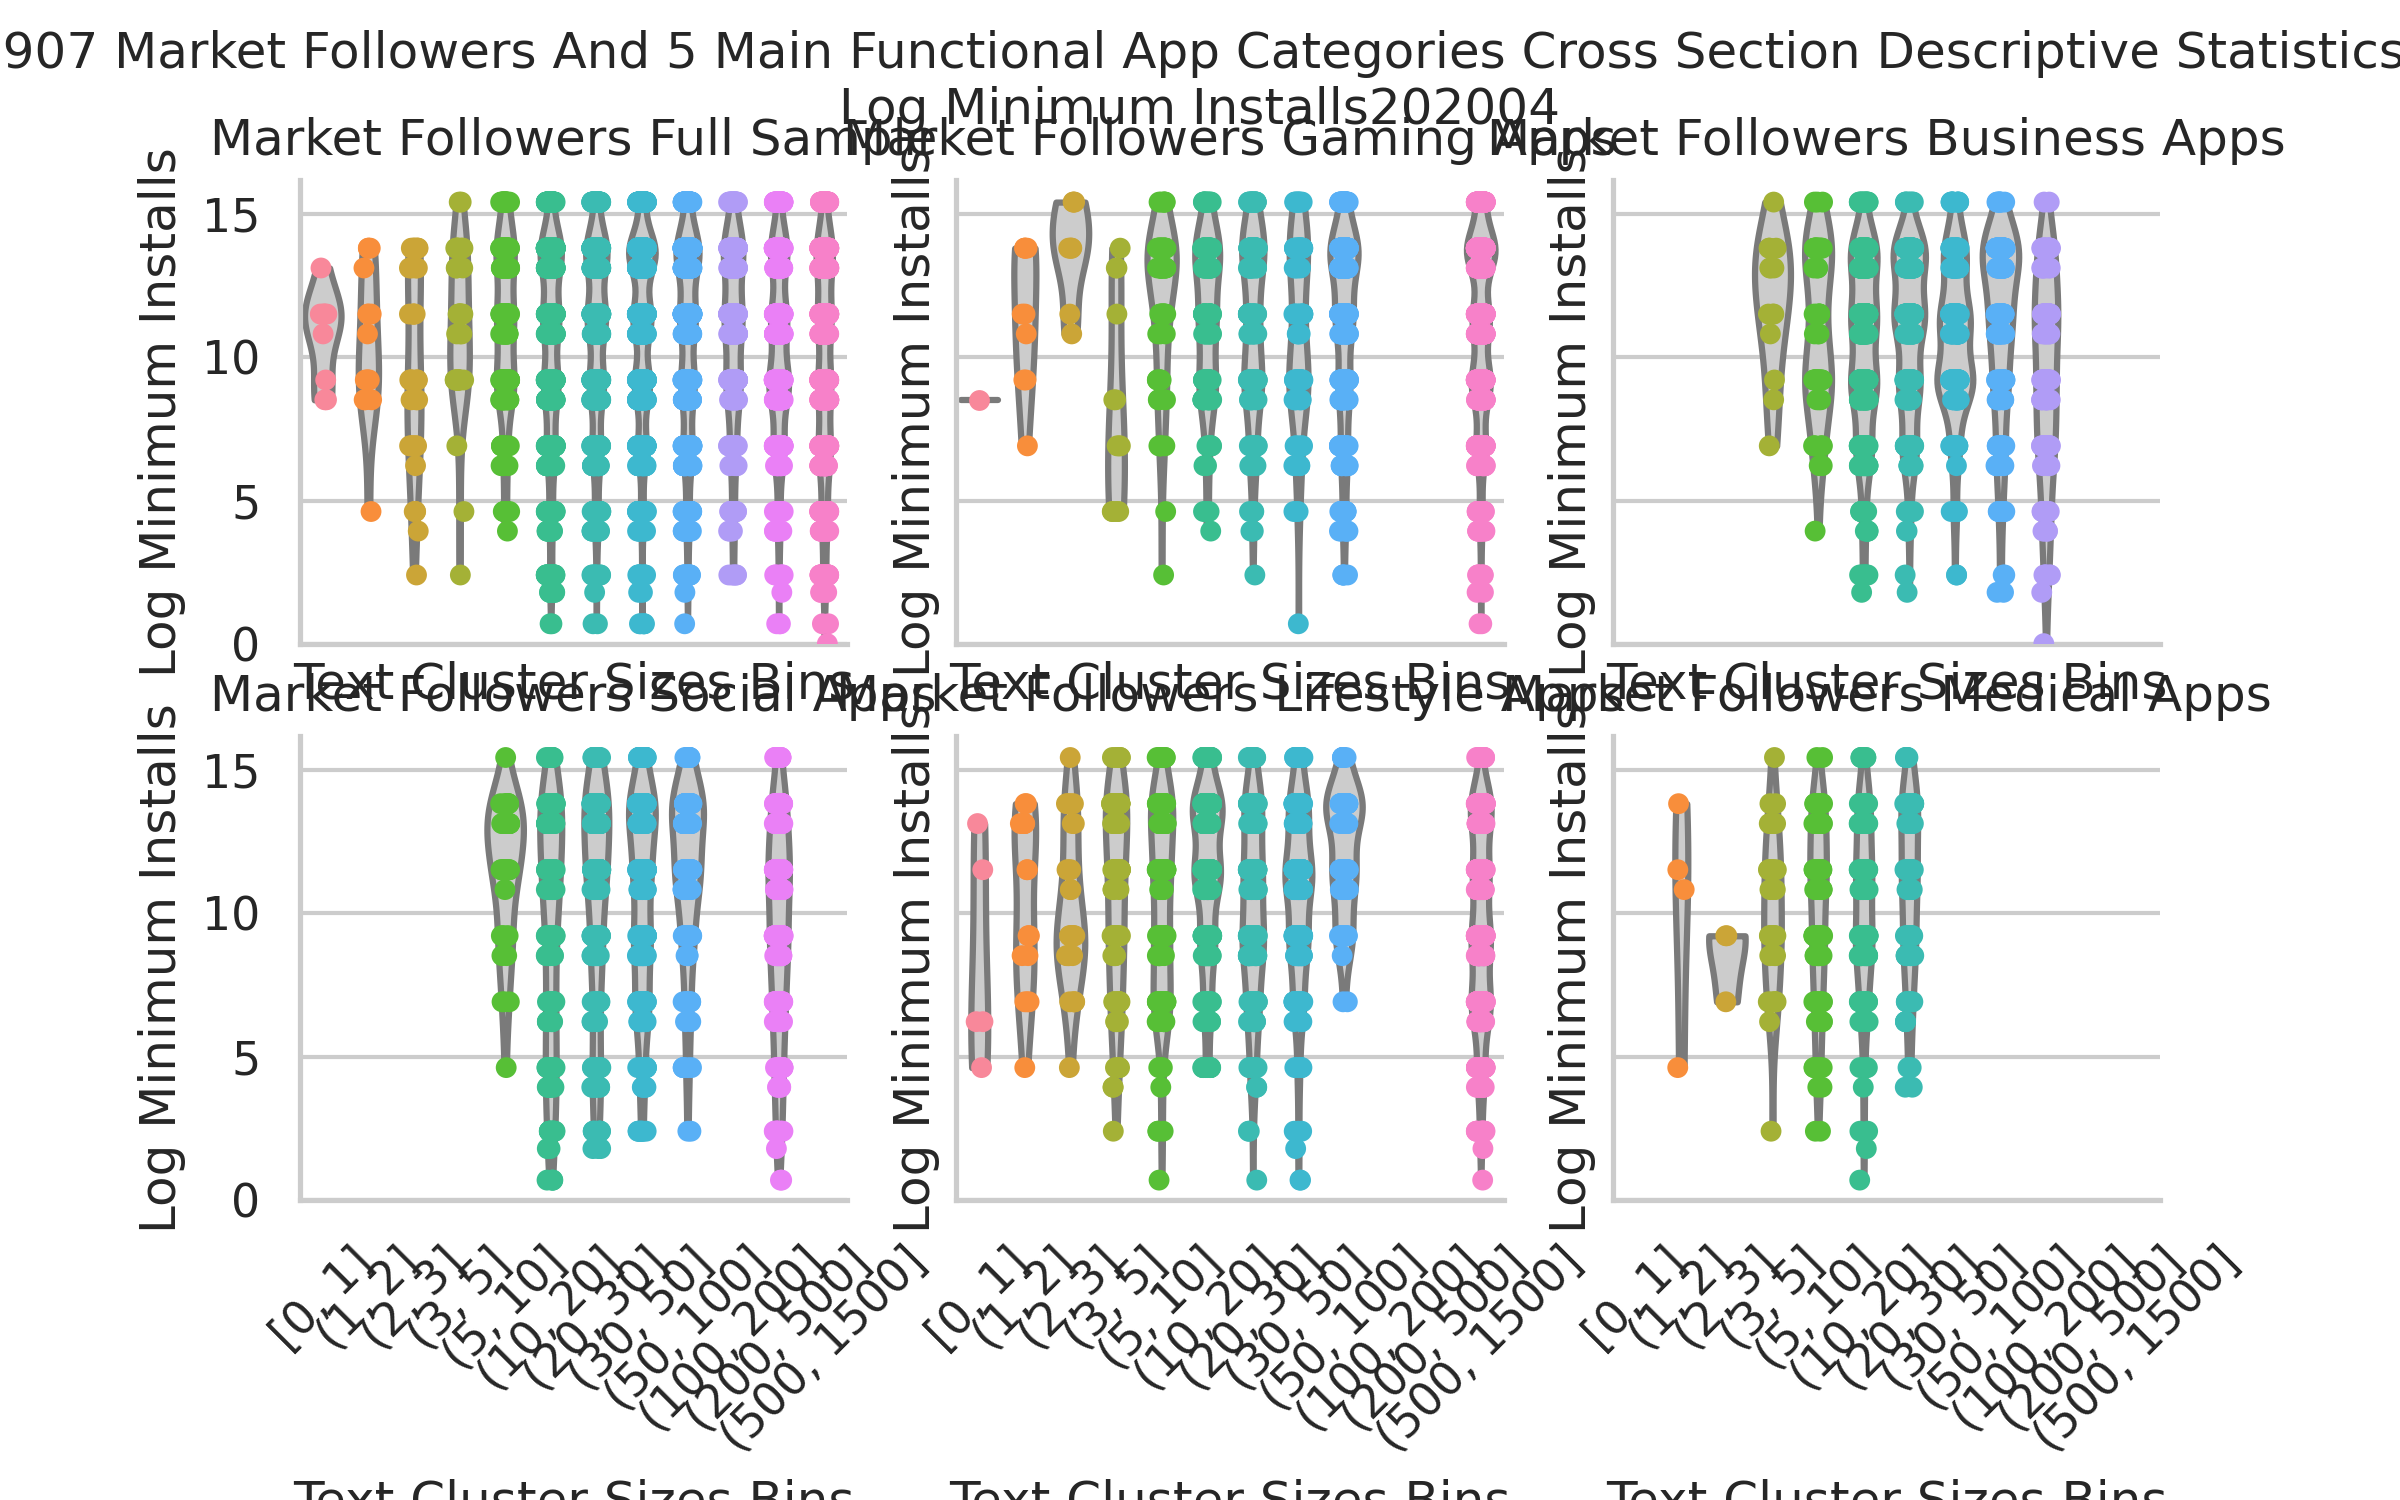 907 Market Followers And 5 Main Functional App Categories Cross Section Descriptive Statistics
Log Minimum Installs202004
Market Followers Full Sample
Market Followers Gaming Apps
Market Followers Business Apps
Log Minimum Installs
15
10
5
0
Log Minimum Installs
Log Minimum Installs
Text Cluster Sizes Bins
Text Cluster Sizes Bins
Text Cluster Sizes Bins
Market Followers Social Apps
Market Followers Lifestyle Apps
Market Followers Medical Apps
Log Minimum Installs
15
10
5
0
Log Minimum Installs
Log Minimum Installs
[0, 1]
(1, 2]
(2, 3]
(3, 5]
(5, 10]
(10, 20]
(20, 30]
(30, 50]
(50, 100]
(100, 200]
(200, 500]
(500, 1500]
[0, 1]
(1, 2]
(2, 3]
(3, 5]
(5, 10]
(10, 20]
(20, 30]
(30, 50]
(50, 100]
(100, 200]
(200, 500]
(500, 1500]
[0, 1]
(1, 2]
(2, 3]
(3, 5]
(5, 10]
(10, 20]
(20, 30]
(30, 50]
(50, 100]
(100, 200]
(200, 500]
(500, 1500]
Text Cluster Sizes Bins
Text Cluster Sizes Bins
Text Cluster Sizes Bins